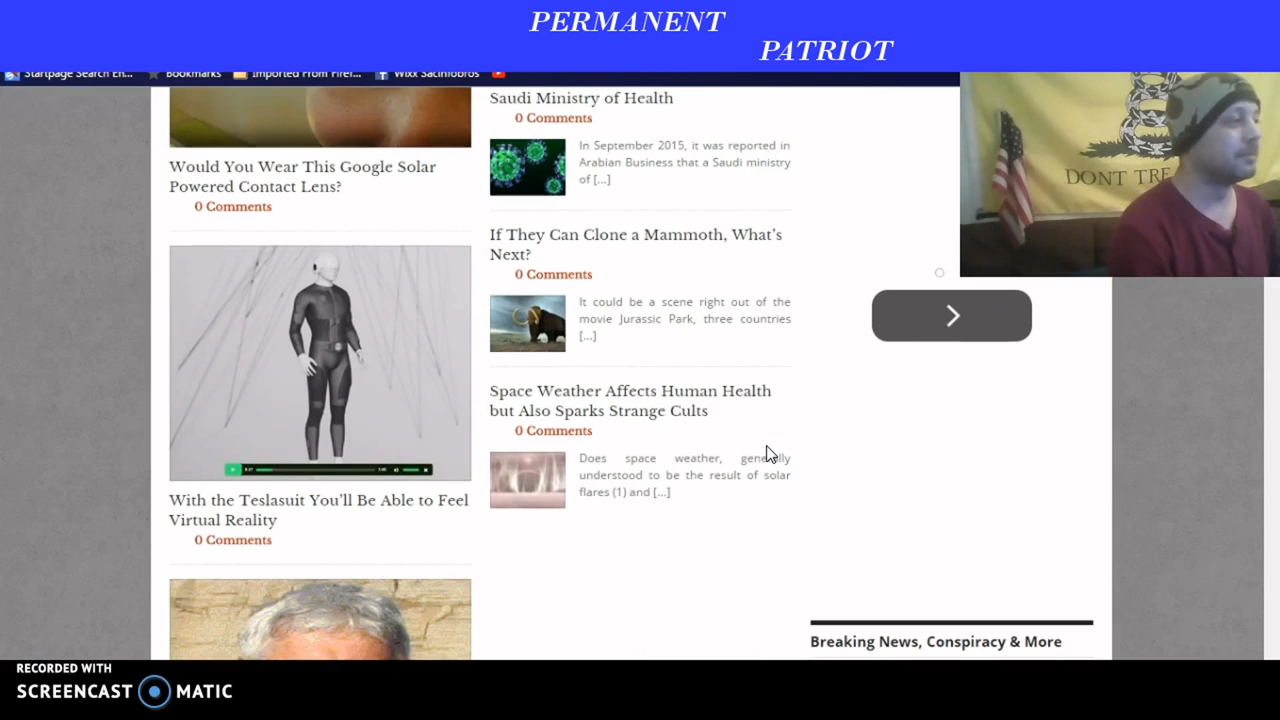 PERMANENT
PATRIOT
Startpage Search En...
Bookmarks
Imported From Firef...
Wixx Sacinfobros
Would You Wear This Google Solar
Powered Contact Lens?
0 Comments
With the Teslasuit You'll Be Able to Feel
Virtual Reality
0 Comments
Saudi Ministry of Health
0 Comments
In September 2015, it was reported in
Arabian Business that a Saudi ministry
of [...]
If They Can Clone a Mammoth, What's
Next?
0 Comments
It could be a scene right out of the
movie Jurassic Park, three countries
[...]
Space Weather Affects Human Health
but Also Sparks Strange Cults
0 Comments
Does space weather, generally
understood to be the result of solar
flares (1) and [...]
DONT TRE
Breaking News, Conspiracy & More
RECORDED WITH
SCREENCAST MATIC